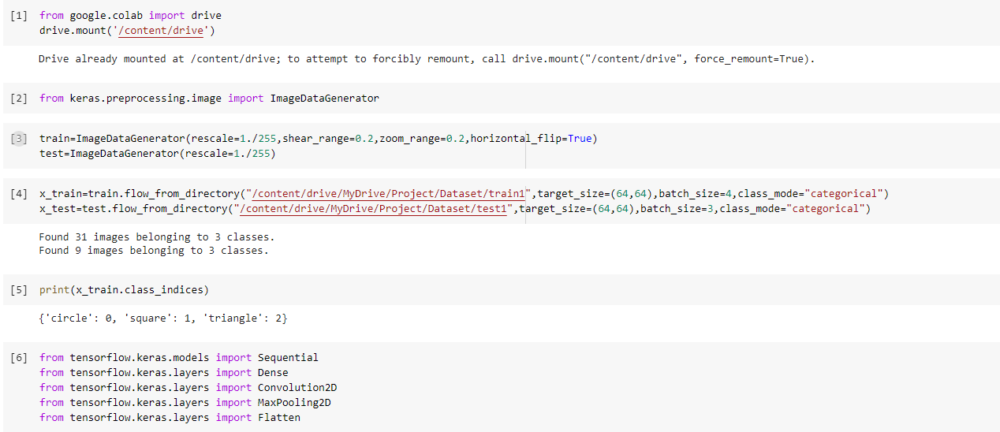 [1] from google.colab import drive
drive.mount('/content/drive')
Drive already mounted at /content/drive; to attempt to forcibly remount, call drive.mount("/content/drive", force_remount=True).
[2] from keras.preprocessing.image import ImageDataGenerator
[3] train=ImageDataGenerator(rescale=1./255,shear_range=0.2,zoom_range=0.2,horizontal_flip=True)
test=ImageDataGenerator(rescale=1./255)
[4] x_train=train.flow_from_directory("/content/drive/MyDrive/Project/Dataset/train1",target_size=(64,64),batch_size=4,class_mode="categorical")
x_test=test.flow_from_directory("/content/drive/MyDrive/Project/Dataset/test1",target_size=(64,64),batch_size=3,class_mode="categorical")
Found 31 images belonging to 3 classes.
Found 9 images belonging to 3 classes.
[5] print(x_train.class_indices)
{'circle': 0, 'square': 1, 'triangle': 2}
[6] from tensorflow.keras.models import Sequential
from tensorflow.keras.layers import Dense
from tensorflow.keras.layers import Convolution2D
from tensorflow.keras.layers import MaxPooling2D
from tensorflow.keras.layers import Flatten